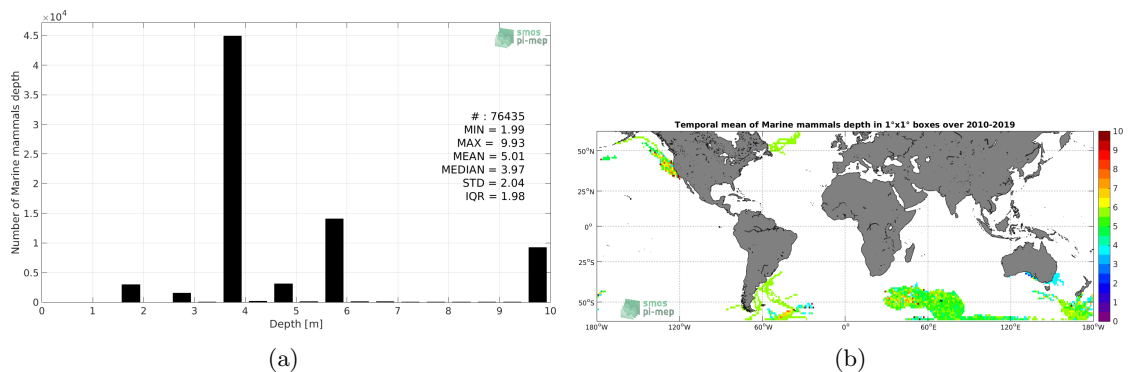 ×10⁴
smos
pi-mep
4.5
4
3.5
3
2.5
2
1.5
1
0.5
0
Number of Marine mammals depth
# : 76435
MIN = 1.99
MAX = 9.93
MEAN = 5.01
MEDIAN = 3.97
STD = 2.04
IQR = 1.98
0 1 2 3 4 5 6 7 8 9 10
Depth [m]
(a)
Temporal mean of Marine mammals depth in 1°x1° boxes over 2010-2019
50°N
25°N
0°
25°S
50°S
smos
pi-mep
180°W 120°W 60°W 0° 60°E 120°E 180°W
10
9
8
7
6
5
4
3
2
1
0
(b)